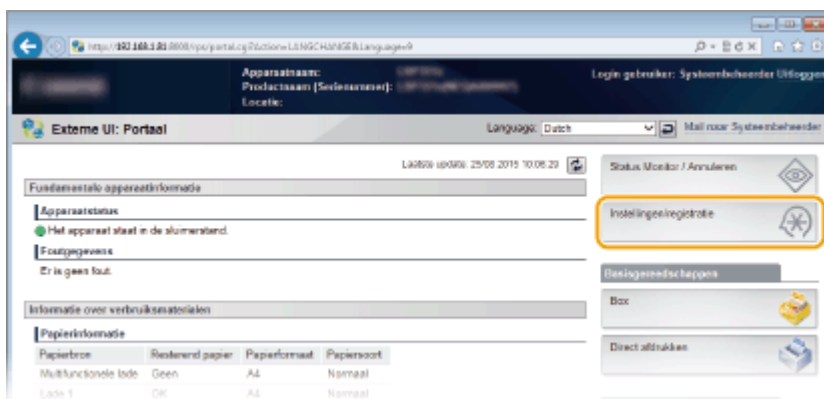 Apparaatnaam:
Productnaam (Serienummer):
Locatie:
Login gebruiker: Systeembeheerder Uitloggen
Externe UI: Portaal
Language: Dutch
Mail naar Systeembeheerder
Laatste update: 25/08 2015 10:06:29
Status Monitor / Annuleren
Fundamentele apparaatinformatie
Apparaatstatus
Het apparaat staat in de sluimerstand.
Instellingen/registratie
Foutgegevens
Er is geen fout.
Basisgereedschappen
Informatie over verbruiksmaterialen
Box
Papierinformatie
Papierbron Resterend papier Papierformaat Papiersoort
Direct afdrukken
Multifunctionele lade Geen A4 Normaal
Lade 1 OK A4 Normaal